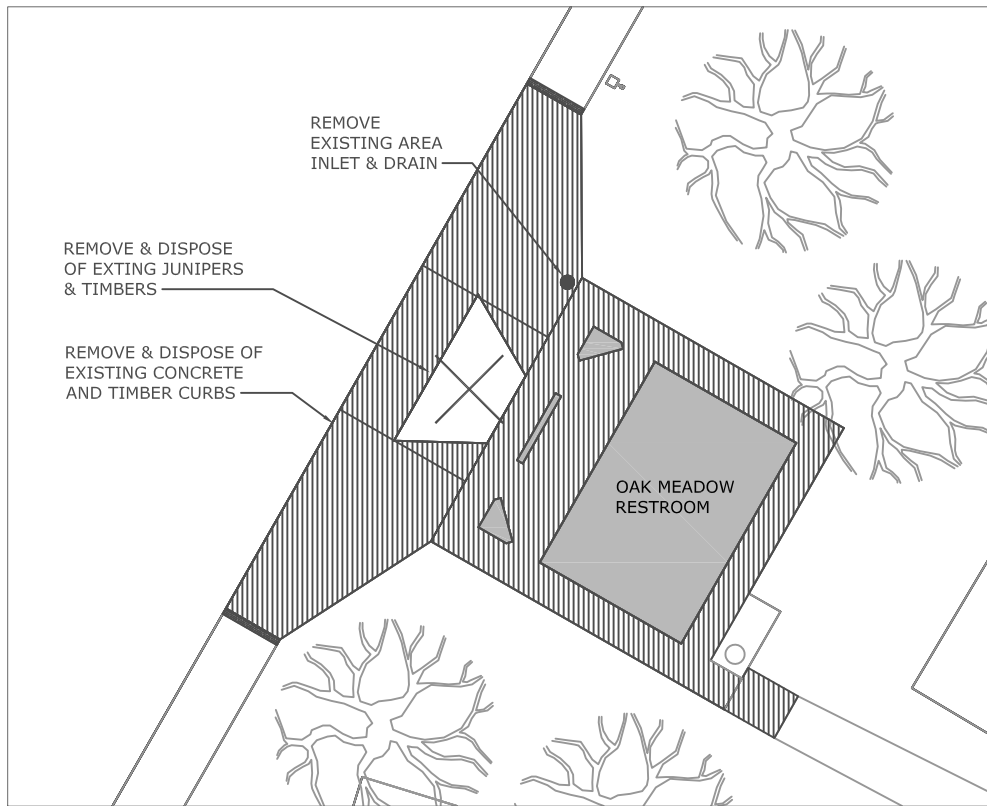 REMOVE
EXISTING AREA
INLET & DRAIN
REMOVE & DISPOSE
OF EXTING JUNIPERS
& TIMBERS
REMOVE & DISPOSE OF
EXISTING CONCRETE
AND TIMBER CURBS
OAK MEADOW
RESTROOM